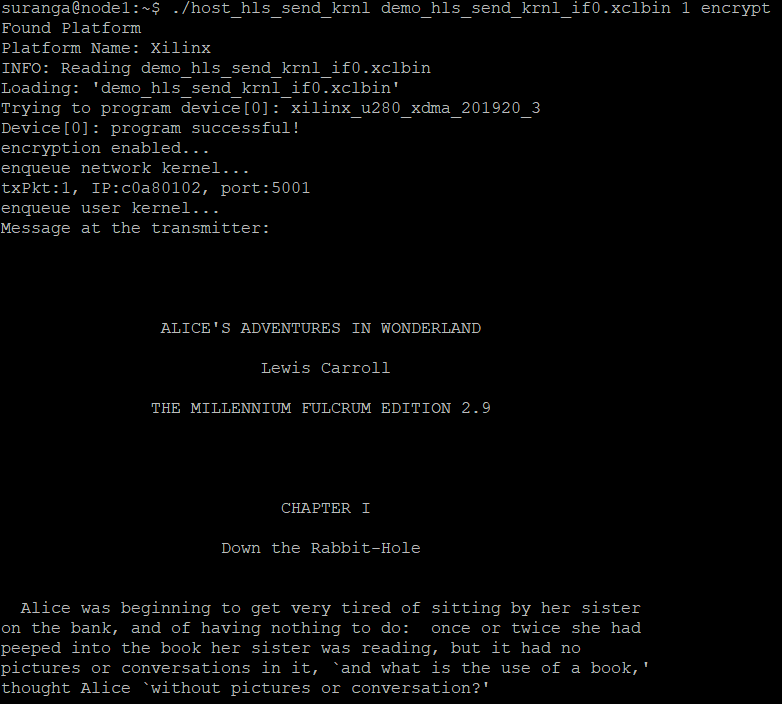 suranga@node1:~$ ./host_hls_send_krnl demo_hls_send_krnl_if0.xclbin 1 encrypt
Found Platform
Platform Name: Xilinx
INFO: Reading demo_hls_send_krnl_if0.xclbin
Loading: 'demo_hls_send_krnl_if0.xclbin'
Trying to program device[0]: xilinx_u280_xdma_201920_3
Device[0]: program successful!
encryption enabled...
enqueue network kernel...
txPkt:1, IP:c0a80102, port:5001
enqueue user kernel...
Message at the transmitter:
ALICE'S ADVENTURES IN WONDERLAND
Lewis Carroll
THE MILLENNIUM FULCRUM EDITION 2.9
CHAPTER I
Down the Rabbit-Hole
Alice was beginning to get very tired of sitting by her sister
on the bank, and of having nothing to do:  once or twice she had
peeped into the book her sister was reading, but it had no
pictures or conversations in it, `and what is the use of a book,'
thought Alice `without pictures or conversation?'